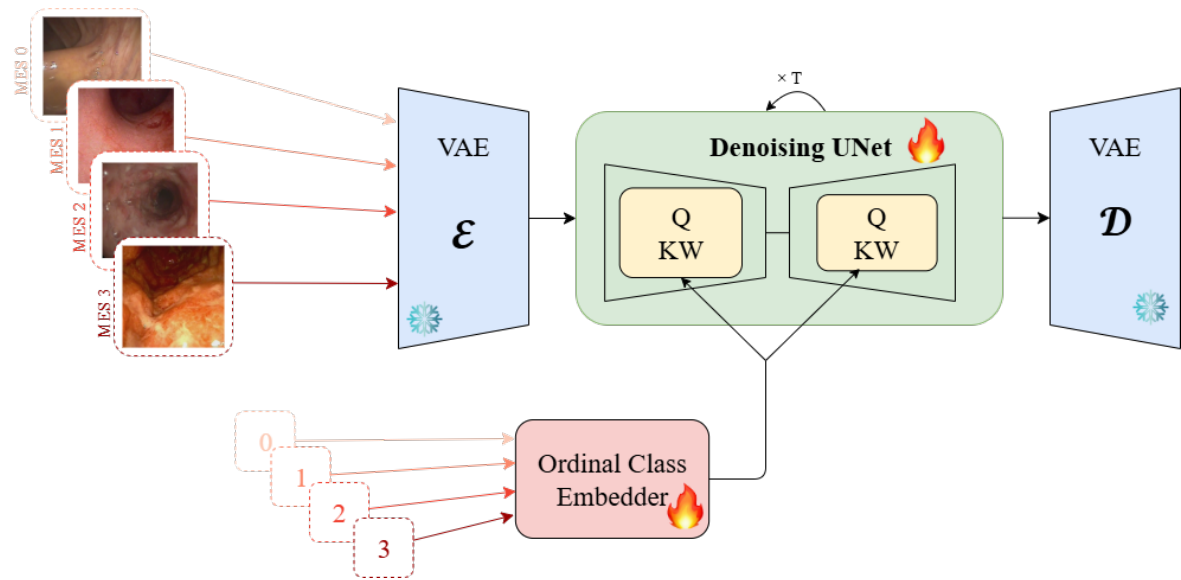 MES 0
MES 1
MES 2
MES 3
VAE
ℰ
× T
Denoising UNet
Q
KW
Q
KW
VAE
𝒟
0
1
2
3
Ordinal Class
Embedder